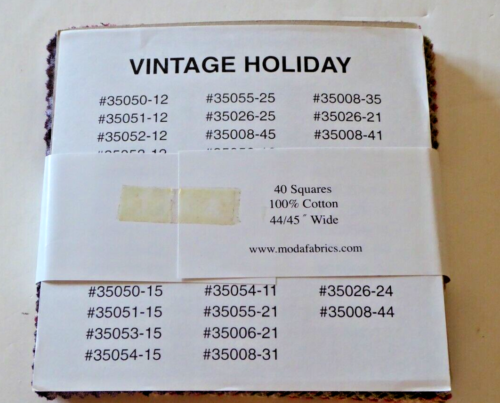 VINTAGE HOLIDAY
#35050-12 #35055-25 #35008-35
#35051-12 #35026-25 #35026-21
#35052-12 #35008-45 #35008-41
40 Squares
100% Cotton
44/45" Wide
www.modafabrics.com
#35050-15 #35054-11 #35026-24
#35051-15 #35055-21 #35008-44
#35053-15 #35006-21
#35054-15 #35008-31